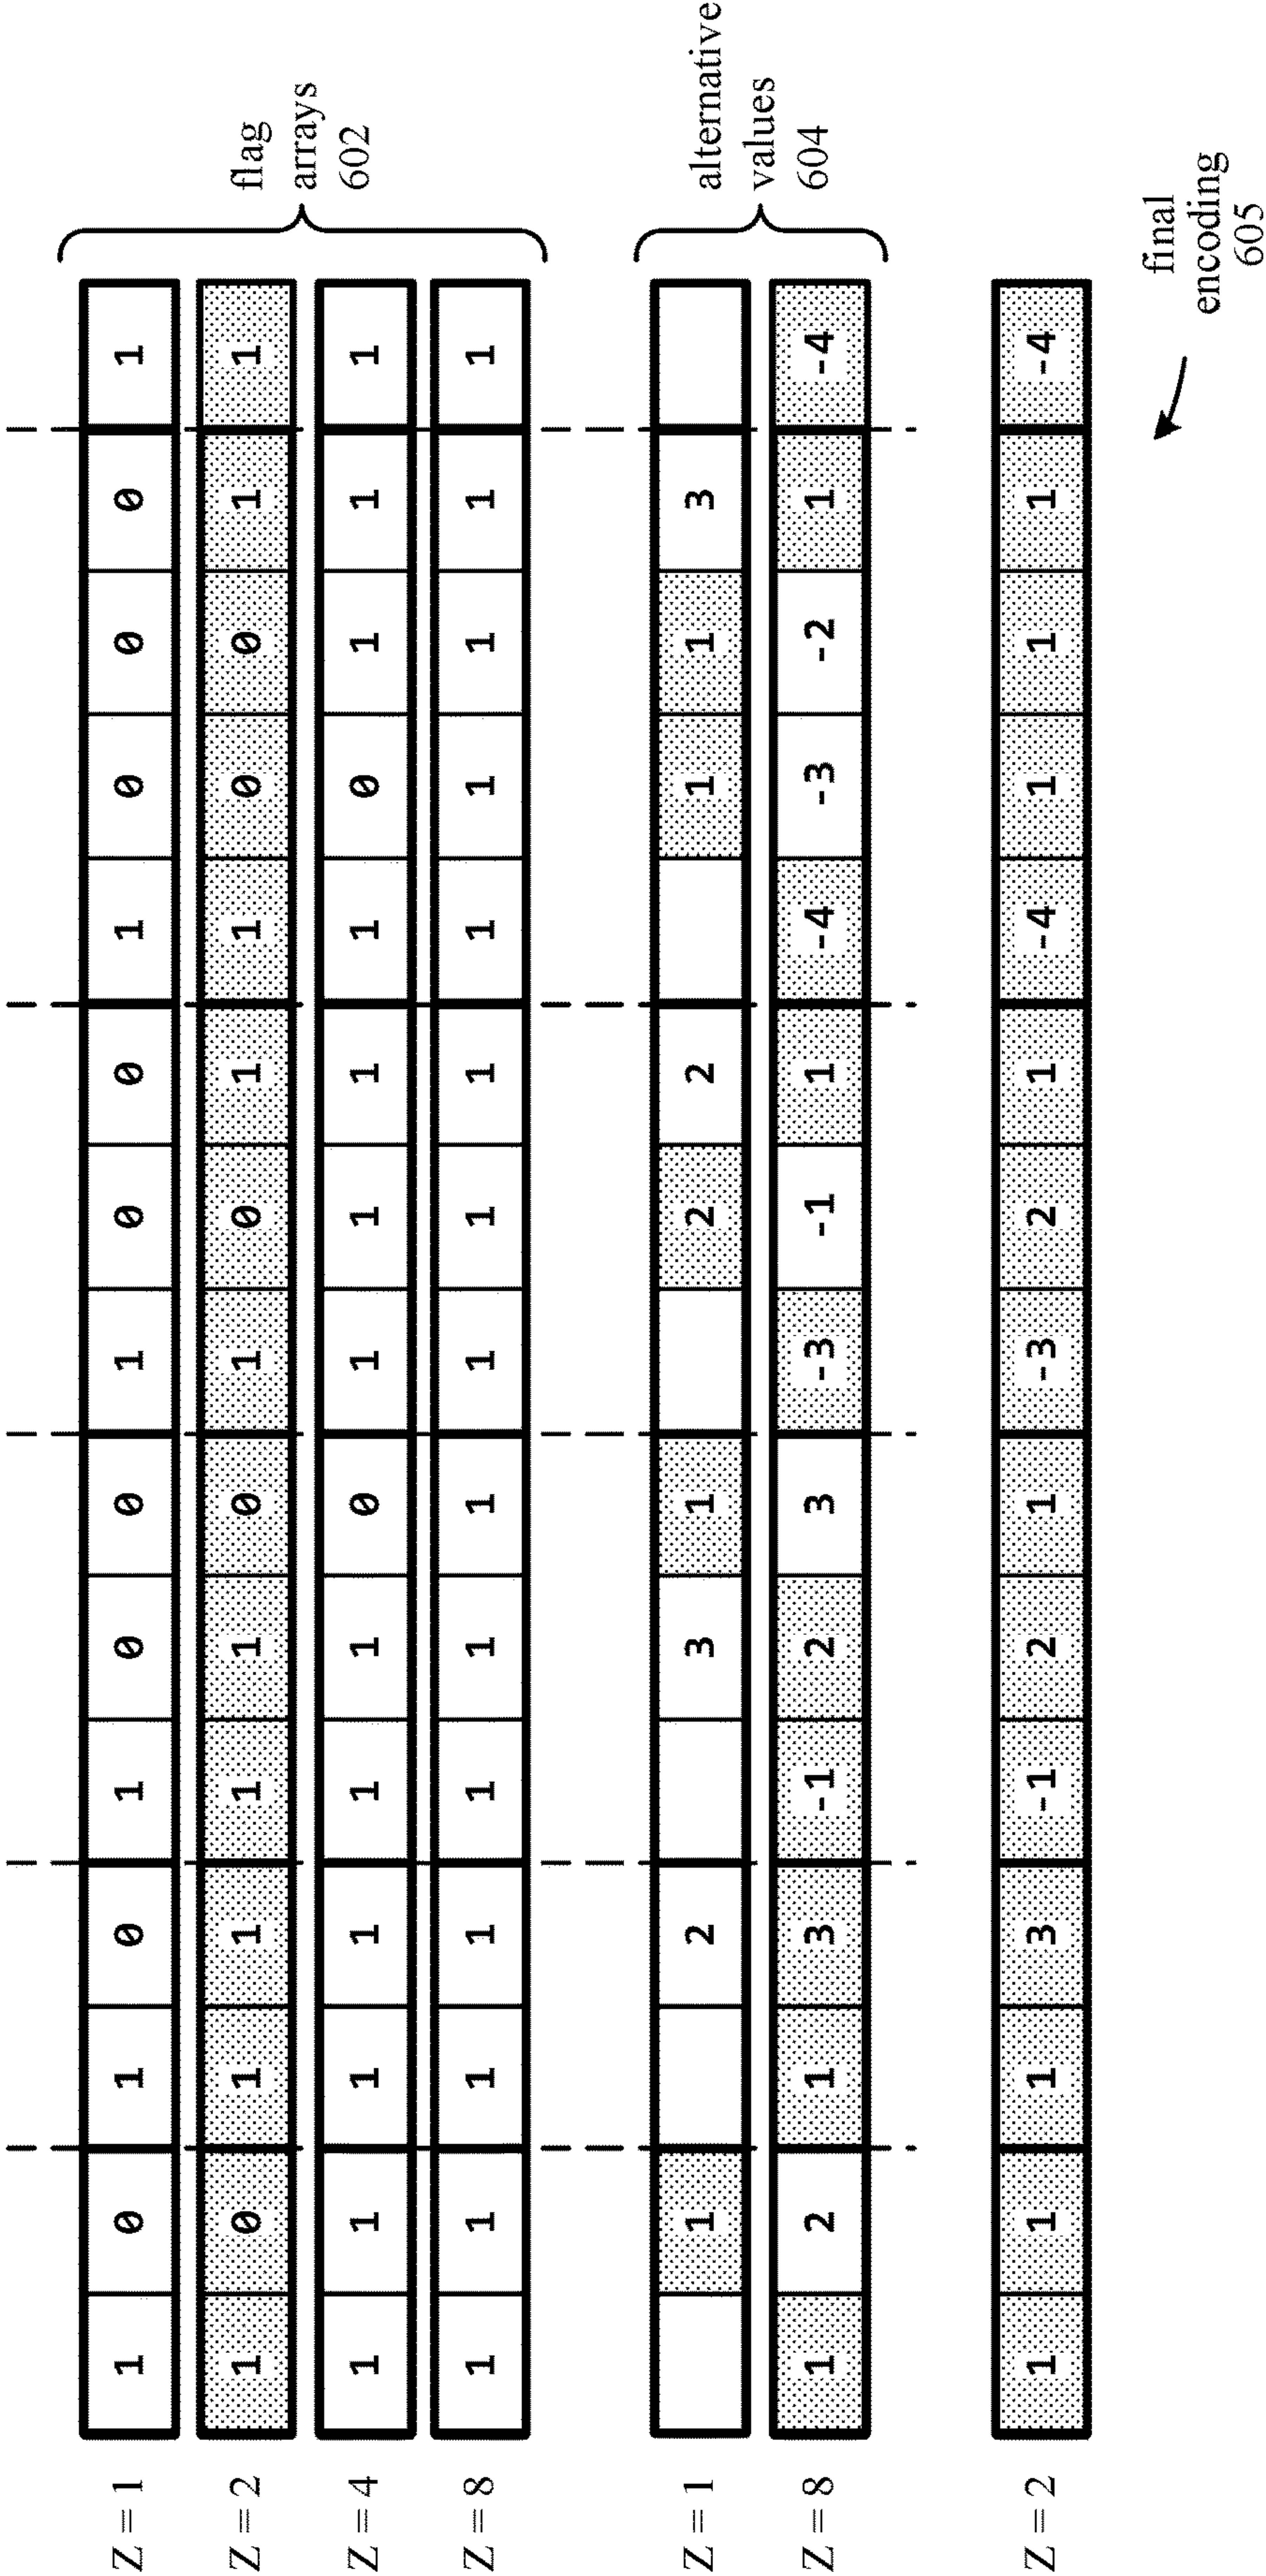 Z = 1 1 0 1 0 1 0 0 1 0 0 1 0 0 0 1
Z = 2 1 0 1 1 1 1 0 1 0 1 1 0 0 1 1
Z = 4 1 1 1 1 1 1 0 1 1 1 1 0 1 1 1
Z = 8 1 1 1 1 1 1 1 1 1 1 1 1 1 1 1
flag
arrays
602
Z = 1 1 2 3 1 2 2 1 1 3
Z = 8 1 2 1 3 -1 2 3 -3 -1 1 -4 -3 -2 1 -4
alternative
values
604
Z = 2 1 1 1 3 -1 2 1 -3 2 1 -4 1 1 1 -4
final
encoding
605